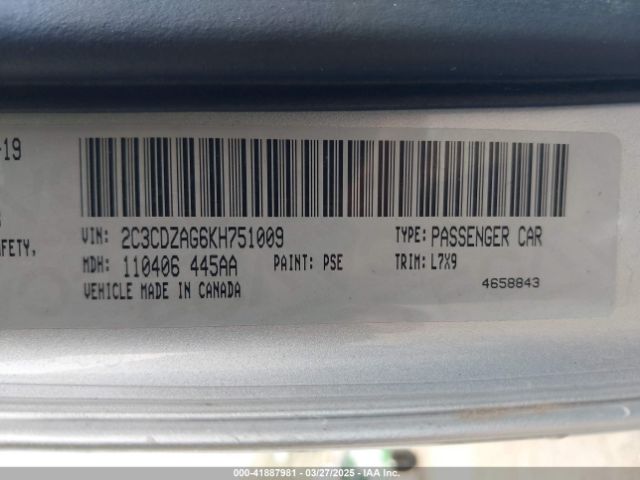 -19
AFETY,
VIN: 2C3CDZAG6KH751009 TYPE: PASSENGER CAR
MDH: 110406 445AA PAINT: PSE TRIM: L7X9
VEHICLE MADE IN CANADA
4658843
000-41887981 | 03/27/2025 - IAA Inc.